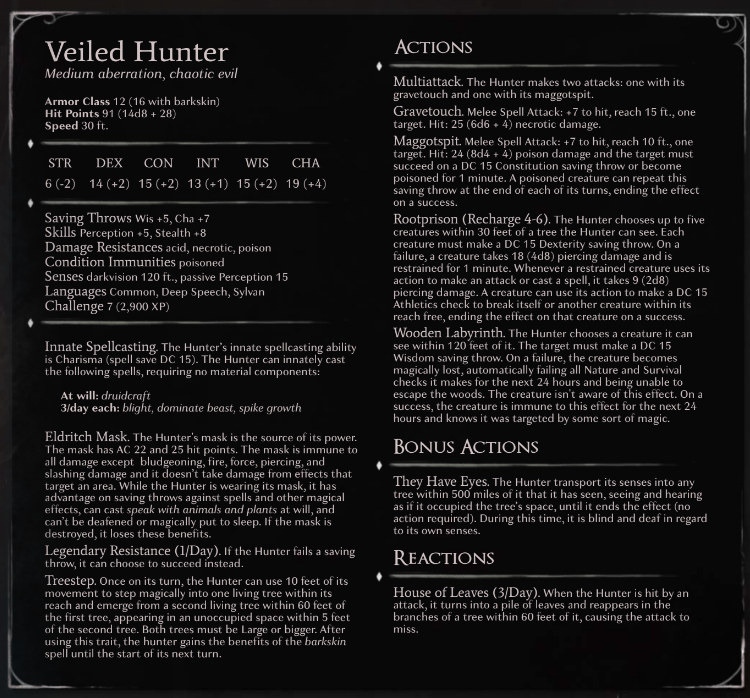 Veiled Hunter
Medium aberration, chaotic evil
Armor Class 12 (16 with barkskin)
Hit Points 91 (14d8 + 28)
Speed 30 ft.
STR DEX CON INT WIS CHA
6 (-2) 14 (+2) 15 (+2) 13 (+1) 15 (+2) 19 (+4)
Saving Throws Wis +5, Cha +7
Skills Perception +5, Stealth +8
Damage Resistances acid, necrotic, poison
Condition Immunities poisoned
Senses darkvision 120 ft., passive Perception 15
Languages Common, Deep Speech, Sylvan
Challenge 7 (2,900 XP)
Innate Spellcasting. The Hunter's innate spellcasting ability
is Charisma (spell save DC 15). The Hunter can innately cast
the following spells, requiring no material components:
At will: druidcraft
3/day each: blight, dominate beast, spike growth
Eldritch Mask. The Hunter's mask is the source of its power.
The mask has AC 22 and 25 hit points. The mask is immune to
all damage except bludgeoning, fire, force, piercing, and
slashing damage and it doesn't take damage from effects that
target an area. While the Hunter is wearing its mask, it has
advantage on saving throws against spells and other magical
effects, can cast speak with animals and plants at will, and
can't be deafened or magically put to sleep. If the mask is
destroyed, it loses these benefits.
Legendary Resistance (1/Day). If the Hunter fails a saving
throw, it can choose to succeed instead.
Treestep. Once on its turn, the Hunter can use 10 feet of its
movement to step magically into one living tree within its
reach and emerge from a second living tree within 60 feet of
the first tree, appearing in an unoccupied space within 5 feet
of the second tree. Both trees must be Large or bigger. After
using this trait, the hunter gains the benefits of the barkskin
spell until the start of its next turn.
Actions
Multiattack. The Hunter makes two attacks: one with its
gravetouch and one with its maggotspit.
Gravetouch. Melee Spell Attack: +7 to hit, reach 15 ft., one
target. Hit: 25 (6d6 + 4) necrotic damage.
Maggotspit. Melee Spell Attack: +7 to hit, reach 10 ft., one
target. Hit: 24 (8d4 + 4) poison damage and the target must
succeed on a DC 15 Constitution saving throw or become
poisoned for 1 minute. A poisoned creature can repeat this
saving throw at the end of each of its turns, ending the effect
on a success.
Rootprison (Recharge 4-6). The Hunter chooses up to five
creatures within 30 feet of a tree the Hunter can see. Each
creature must make a DC 15 Dexterity saving throw. On a
failure, a creature takes 18 (4d8) piercing damage and is
restrained for 1 minute. Whenever a restrained creature uses its
action to make an attack or cast a spell, it takes 9 (2d8)
piercing damage. A creature can use its action to make a DC 15
Athletics check to break itself or another creature within its
reach free, ending the effect on that creature on a success.
Wooden Labyrinth. The Hunter chooses a creature it can
see within 120 feet of it. The target must make a DC 15
Wisdom saving throw. On a failure, the creature becomes
magically lost, automatically failing all Nature and Survival
checks it makes for the next 24 hours and being unable to
escape the woods. The creature isn't aware of this effect. On a
success, the creature is immune to this effect for the next 24
hours and knows it was targeted by some sort of magic.
Bonus Actions
They Have Eyes. The Hunter transport its senses into any
tree within 500 miles of it that it has seen, seeing and hearing
as if it occupied the tree's space, until it ends the effect (no
action required). During this time, it is blind and deaf in regard
to its own senses.
Reactions
House of Leaves (3/Day). When the Hunter is hit by an
attack, it turns into a pile of leaves and reappears in the
branches of a tree within 60 feet of it, causing the attack to
miss.